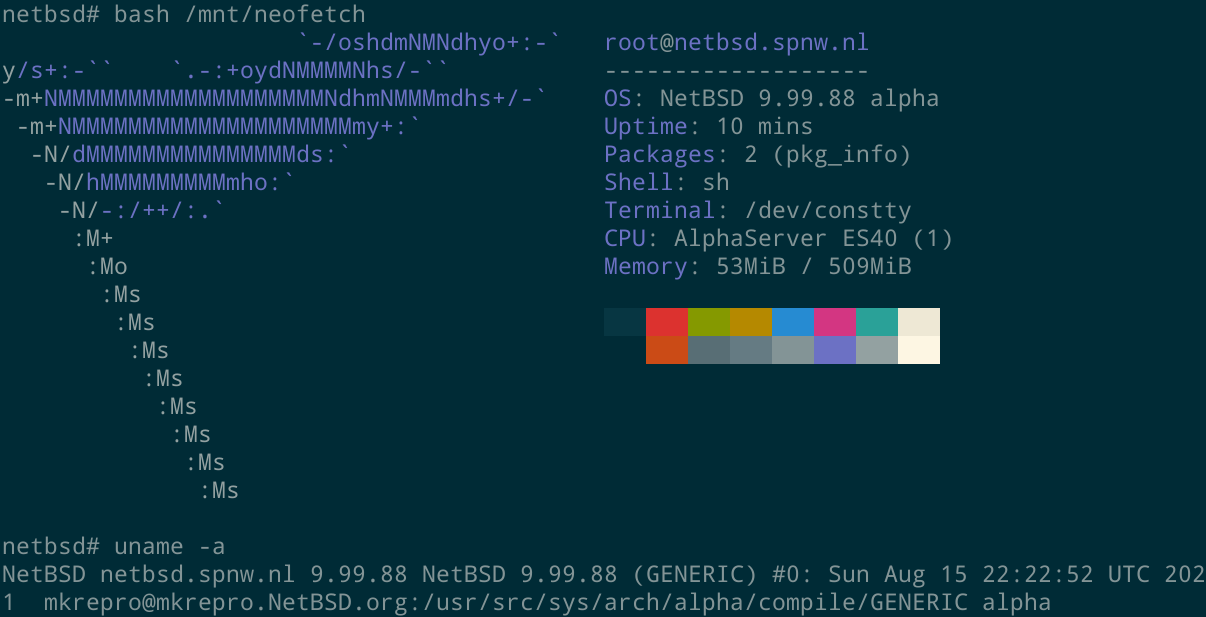 netbsd# bash /mnt/neofetch
                     `-/oshdmNMNdhyo+:-`   root@netbsd.spnw.nl
y/s+:-``    `.-:+oydNMMMMNhs/-``           -------------------
-m+NMMMMMMMMMMMMMMMMMMMNdhmNMMMmdhs+/-`    OS: NetBSD 9.99.88 alpha
 -m+NMMMMMMMMMMMMMMMMMMMMmy+:`             Uptime: 10 mins
  -N/dMMMMMMMMMMMMMMMds:`                  Packages: 2 (pkg_info)
   -N/hMMMMMMMMMmho:`                      Shell: sh
    -N/-:/++/:.`                           Terminal: /dev/constty
     :M+                                   CPU: AlphaServer ES40 (1)
      :Mo                                  Memory: 53MiB / 509MiB
       :Ms
        :Ms
         :Ms
          :Ms
           :Ms
            :Ms
             :Ms
              :Ms
netbsd# uname -a
NetBSD netbsd.spnw.nl 9.99.88 NetBSD 9.99.88 (GENERIC) #0: Sun Aug 15 22:22:52 UTC 202
1  mkrepro@mkrepro.NetBSD.org:/usr/src/sys/arch/alpha/compile/GENERIC alpha